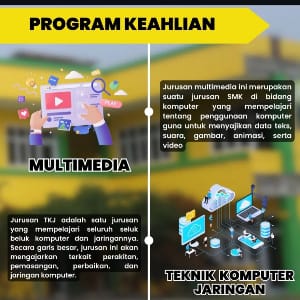 PROGRAM KEAHLIAN
Jurusan multimedia ini merupakan
suatu jurusan SMK di bidang
komputer yang mempelajari
tentang penggunaan komputer
guna untuk menyajikan data teks,
suara, gambar, animasi, serta
video
MULTIMEDIA
Jurusan TKJ adalah satu jurusan
yang mempelajari seluruh seluk
beluk komputer dan jaringannya.
Secara garis besar, jurusan ini akan
mengajarkan terkait perakitan,
pemasangan, perbaikan, dan
jaringan komputer.
TEKNIK KOMPUTER
JARINGAN